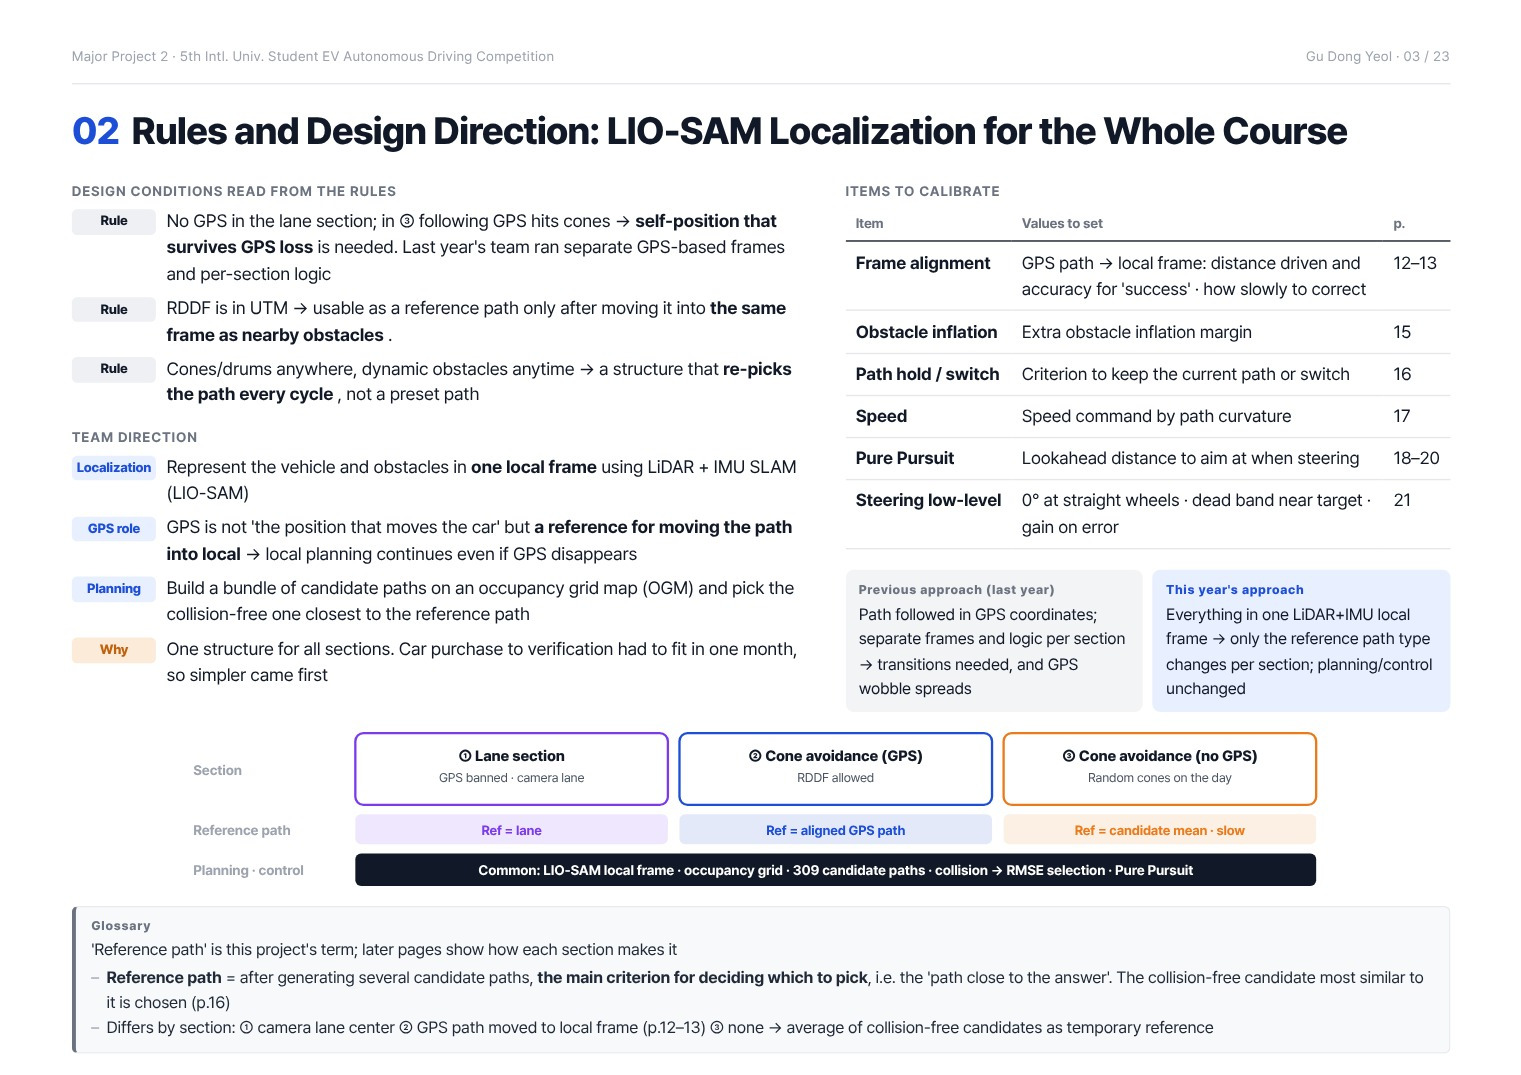 Major Project 2 · 5th Intl. Univ. Student EV Autonomous Driving Competition
Gu Dong Yeol · 03 / 23
02 Rules and Design Direction: LIO-SAM Localization for the Whole Course
DESIGN CONDITIONS READ FROM THE RULES
Rule
No GPS in the lane section; in ③ following GPS hits cones → self-position that
survives GPS loss is needed. Last year's team ran separate GPS-based frames
and per-section logic
Rule
RDDF is in UTM → usable as a reference path only after moving it into the same
frame as nearby obstacles .
Rule
Cones/drums anywhere, dynamic obstacles anytime → a structure that re-picks
the path every cycle , not a preset path
TEAM DIRECTION
Localization
Represent the vehicle and obstacles in one local frame using LiDAR + IMU SLAM
(LIO-SAM)
GPS role
GPS is not 'the position that moves the car' but a reference for moving the path
into local → local planning continues even if GPS disappears
Planning
Build a bundle of candidate paths on an occupancy grid map (OGM) and pick the
collision-free one closest to the reference path
Why
One structure for all sections. Car purchase to verification had to fit in one month,
so simpler came first
ITEMS TO CALIBRATE
Item Values to set p.
Frame alignment GPS path → local frame: distance driven and 12–13
accuracy for 'success' · how slowly to correct
Obstacle inflation Extra obstacle inflation margin 15
Path hold / switch Criterion to keep the current path or switch 16
Speed Speed command by path curvature 17
Pure Pursuit Lookahead distance to aim at when steering 18–20
Steering low-level 0° at straight wheels · dead band near target · 21
gain on error
Previous approach (last year)
Path followed in GPS coordinates;
separate frames and logic per section
→ transitions needed, and GPS
wobble spreads
This year's approach
Everything in one LiDAR+IMU local
frame → only the reference path type
changes per section; planning/control
unchanged
Section
① Lane section
GPS banned · camera lane
② Cone avoidance (GPS)
RDDF allowed
③ Cone avoidance (no GPS)
Random cones on the day
Reference path
Ref = lane
Ref = aligned GPS path
Ref = candidate mean · slow
Planning · control
Common: LIO-SAM local frame · occupancy grid · 309 candidate paths · collision → RMSE selection · Pure Pursuit
Glossary
'Reference path' is this project's term; later pages show how each section makes it
– Reference path = after generating several candidate paths, the main criterion for deciding which to pick, i.e. the 'path close to the answer'. The collision-free candidate most similar to
it is chosen (p.16)
– Differs by section: ① camera lane center ② GPS path moved to local frame (p.12–13) ③ none → average of collision-free candidates as temporary reference